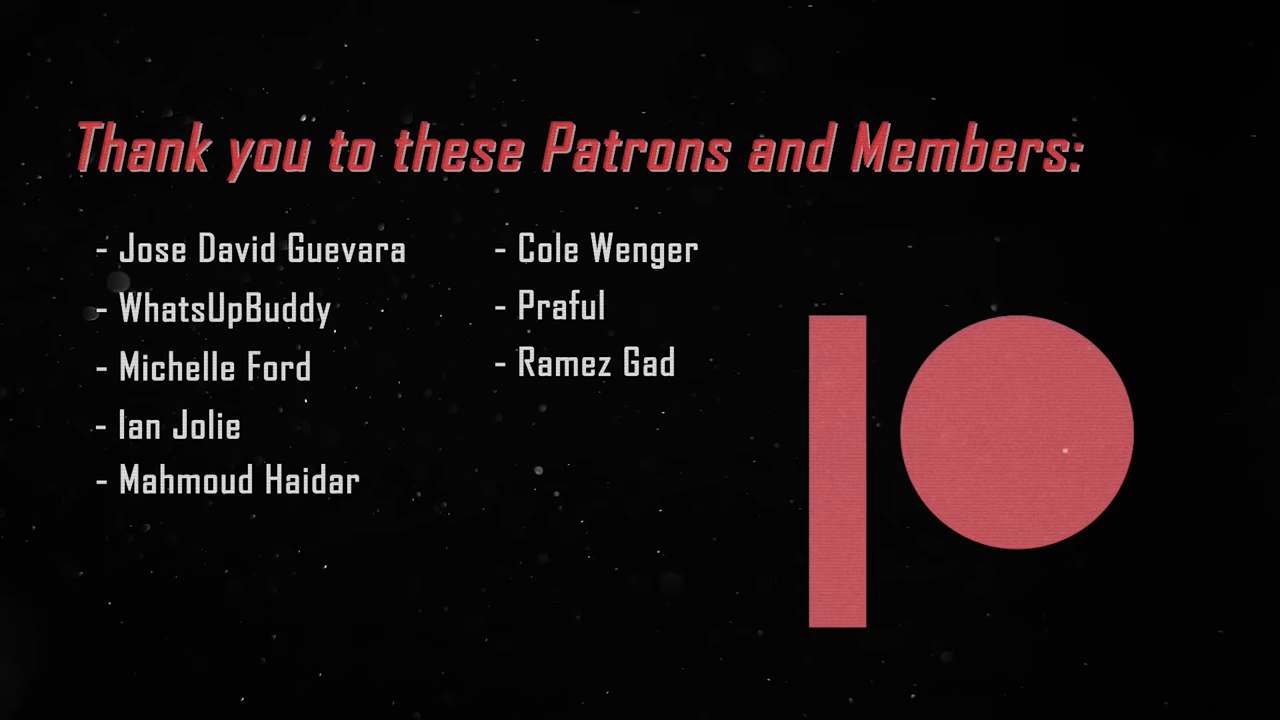 Thank you to these Patrons and Members:
- Jose David Guevara
- WhatsUpBuddy
- Michelle Ford
- Ian Jolie
- Mahmoud Haidar
- Cole Wenger
- Praful
- Ramez Gad